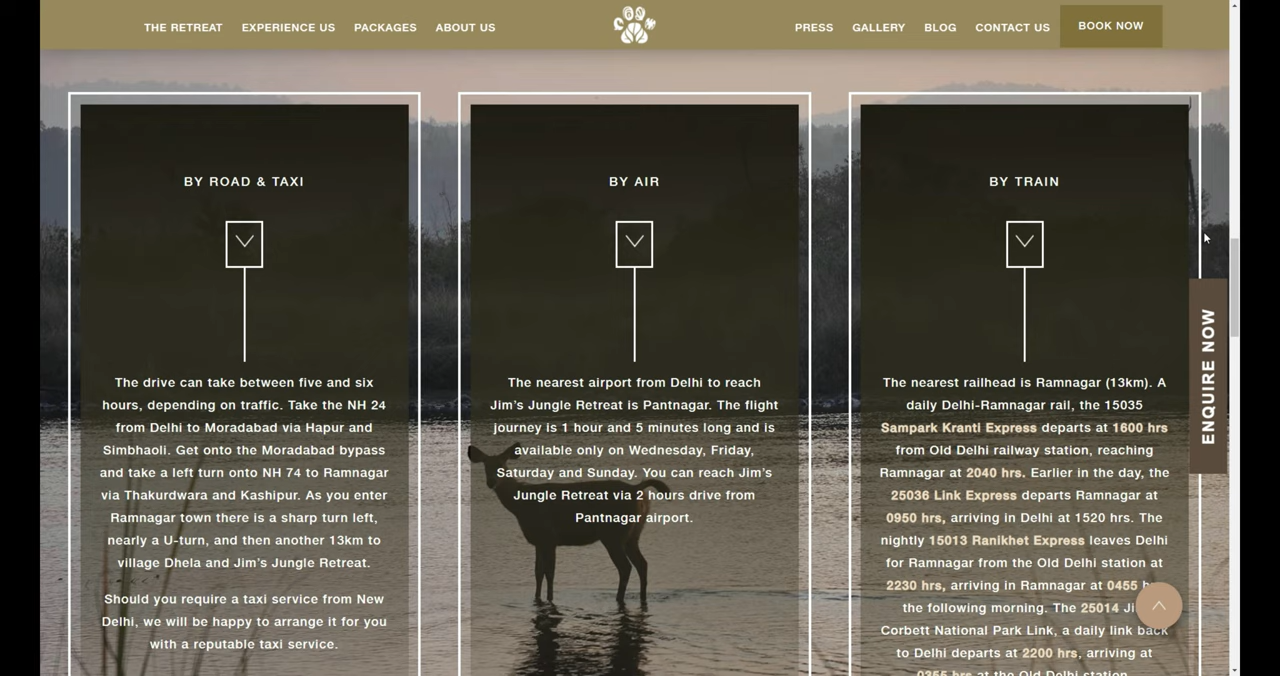 THE RETREAT EXPERIENCE US PACKAGES ABOUT US PRESS GALLERY BLOG CONTACT US BOOK NOW
BY ROAD & TAXI
The drive can take between five and six
hours, depending on traffic. Take the NH 24
from Delhi to Moradabad via Hapur and
Simbhaoli. Get onto the Moradabad bypass
and take a left turn onto NH 74 to Ramnagar
via Thakurdwara and Kashipur. As you enter
Ramnagar town there is a sharp turn left,
nearly a U-turn, and then another 13km to
village Dhela and Jim's Jungle Retreat.
Should you require a taxi service from New
Delhi, we will be happy to arrange it for you
with a reputable taxi service.
BY AIR
The nearest airport from Delhi to reach
Jim's Jungle Retreat is Pantnagar. The flight
journey is 1 hour and 5 minutes long and is
available only on Wednesday, Friday,
Saturday and Sunday. You can reach Jim's
Jungle Retreat via 2 hours drive from
Pantnagar airport.
BY TRAIN
The nearest railhead is Ramnagar (13km). A
daily Delhi-Ramnagar rail, the 15035
Sampark Kranti Express departs at 1600 hrs
from Old Delhi railway station, reaching
Ramnagar at 2040 hrs. Earlier in the day, the
25036 Link Express departs Ramnagar at
0950 hrs, arriving in Delhi at 1520 hrs. The
nightly 15013 Ranikhet Express leaves Delhi
for Ramnagar from the Old Delhi station at
2230 hrs, arriving in Ramnagar at 0455
the following morning. The 25014
Corbett National Park Link, a daily link back
to Delhi departs at 2200 hrs, arriving at
0355 hrs at the Old Delhi station
ENQUIRE NOW